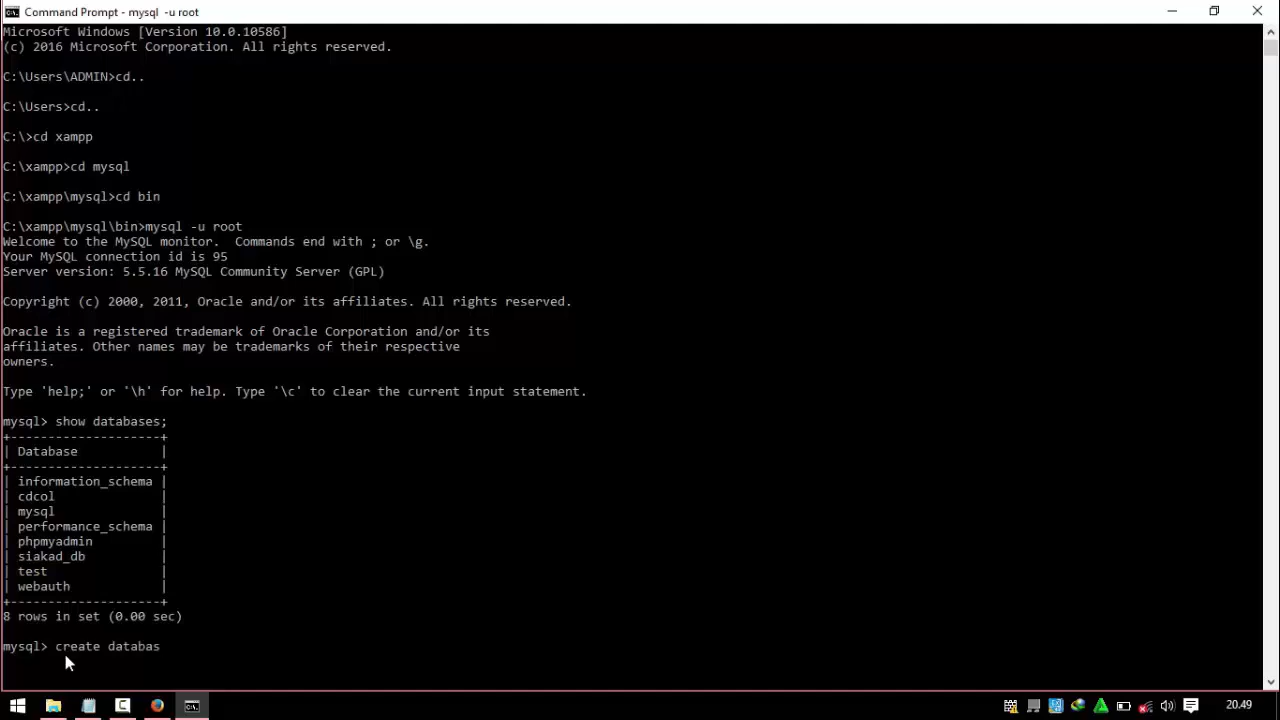 Command Prompt - mysql -u root
Microsoft Windows [Version 10.0.10586]
(c) 2016 Microsoft Corporation. All rights reserved.
C:\Users\ADMIN>cd..
C:\Users>cd..
C:\>cd xampp
C:\xampp>cd mysql
C:\xampp\mysql>cd bin
C:\xampp\mysql\bin>mysql -u root
Welcome to the MySQL monitor.  Commands end with ; or \g.
Your MySQL connection id is 95
Server version: 5.5.16 MySQL Community Server (GPL)
Copyright (c) 2000, 2011, Oracle and/or its affiliates. All rights reserved.
Oracle is a registered trademark of Oracle Corporation and/or its
affiliates. Other names may be trademarks of their respective
owners.
Type 'help;' or '\h' for help. Type '\c' to clear the current input statement.
mysql> show databases;
+--------------------+
| Database           |
+--------------------+
| information_schema |
| cdcol              |
| mysql              |
| performance_schema |
| phpmyadmin         |
| siakad_db          |
| test               |
| webauth            |
+--------------------+
8 rows in set (0.00 sec)
mysql> create databas
20.49